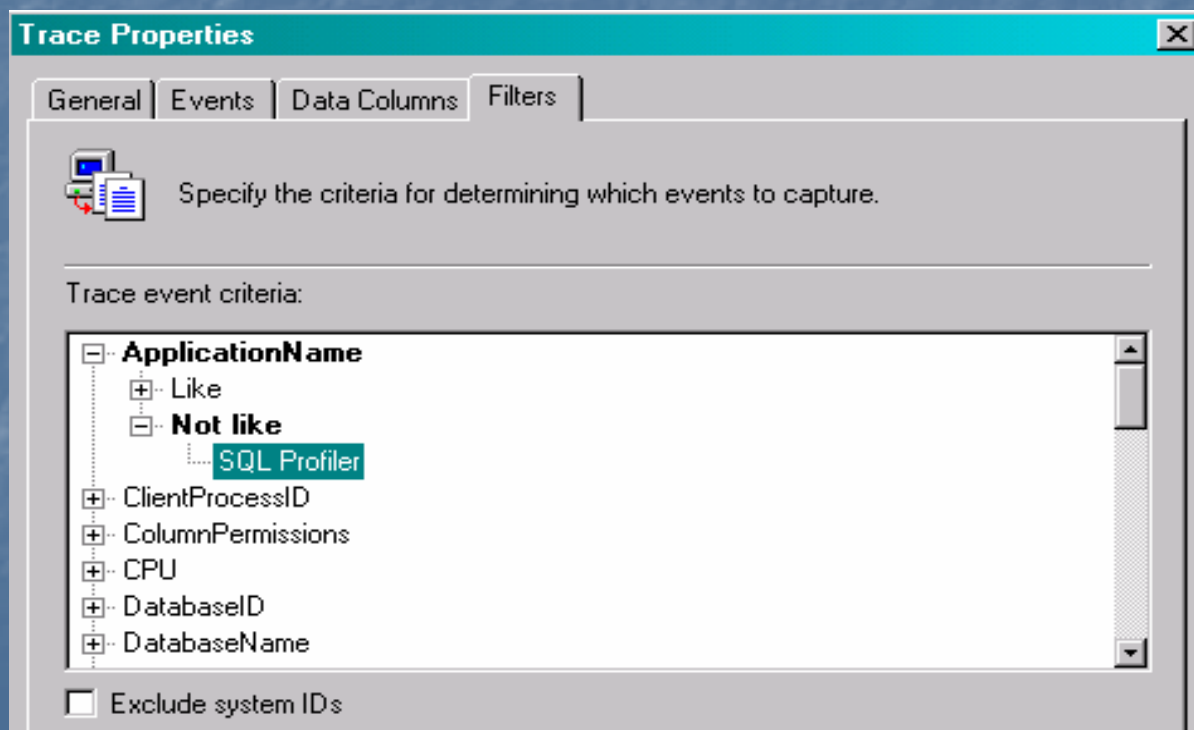 Trace Properties
General Events Data Columns Filters
Specify the criteria for determining which events to capture.
Trace event criteria:
ApplicationName
Like
Not like
SQL Profiler
ClientProcessID
ColumnPermissions
CPU
DatabaseID
DatabaseName
Exclude system IDs